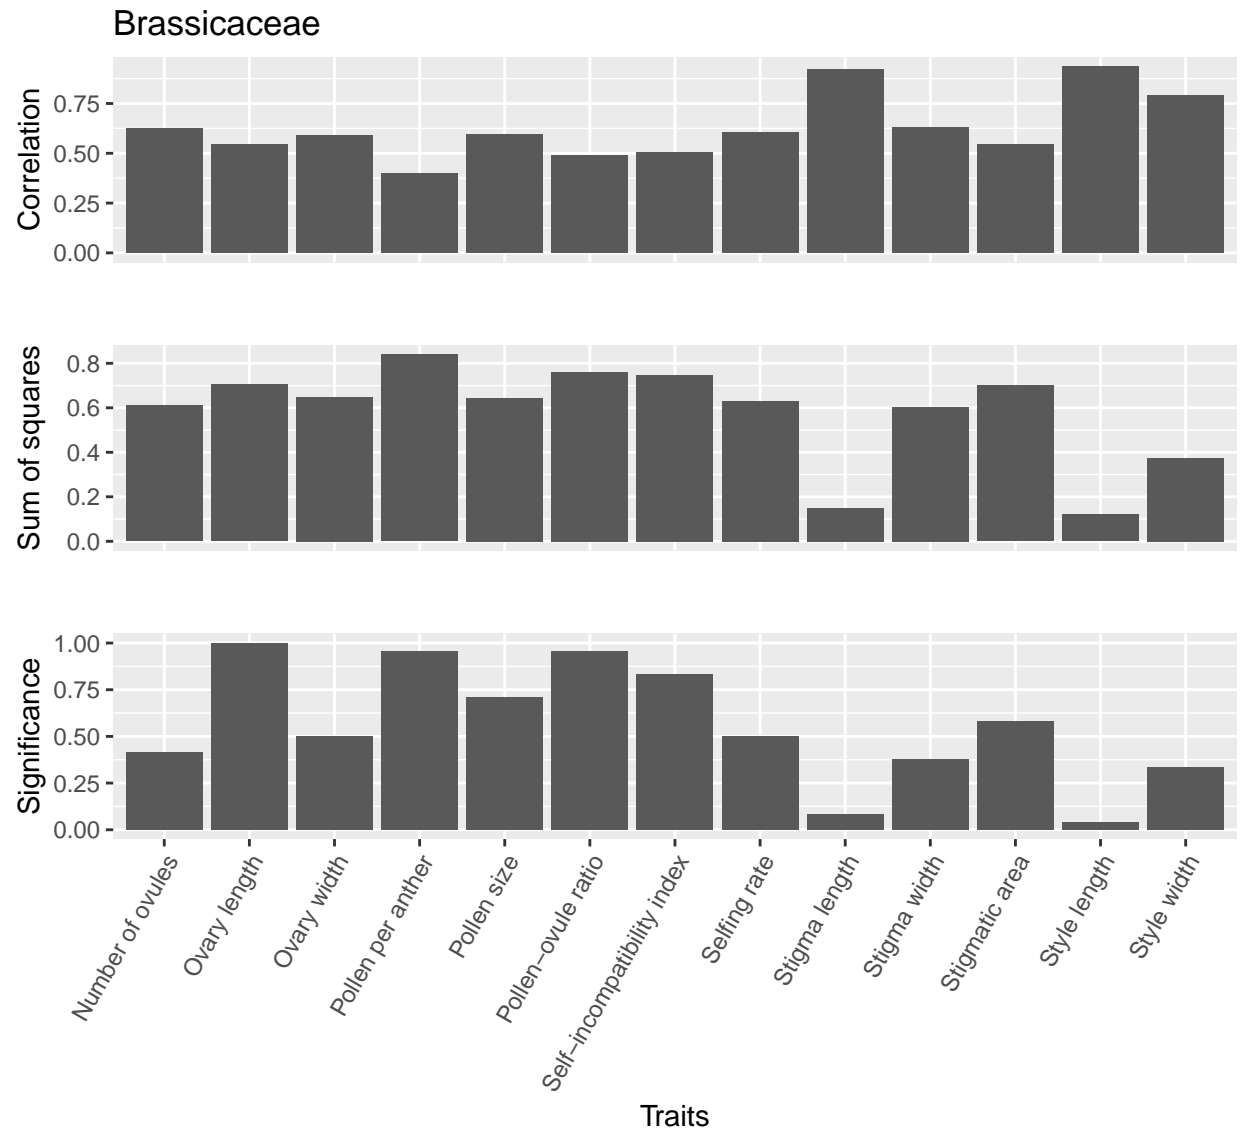 Brassicaceae
Correlation
0.75
0.50
0.25
0.00
Sum of squares
0.8
0.6
0.4
0.2
0.0
Significance
1.00
0.75
0.50
0.25
0.00
Number of ovules
Ovary length
Ovary width
Pollen per anther
Pollen size
Pollen−ovule ratio
Self−incompatibility index
Selfing rate
Stigma length
Stigma width
Stigmatic area
Style length
Style width
Traits